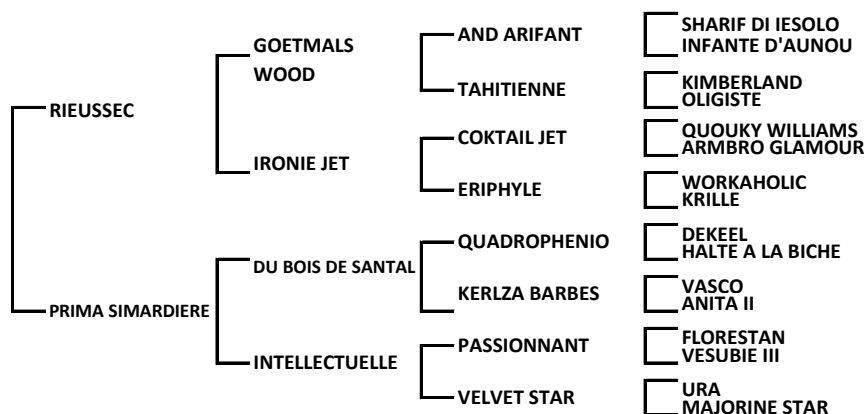 RIEUSSEC
PRIMA SIMARDIERE
GOETMALS
WOOD
IRONIE JET
DU BOIS DE SANTAL
INTELLECTUELLE
AND ARIFANT
TAHITIENNE
COKTAIL JET
ERIPHYLE
QUADROPHENIO
KERLZA BARBES
PASSIONNANT
VELVET STAR
SHARIF DI IESOLO
INFANTE D'AUNOU
KIMBERLAND
OLIGISTE
QUOUKY WILLIAMS
ARMBRO GLAMOUR
WORKAHOLIC
KRILLE
DEKEEL
HALTE A LA BICHE
VASCO
ANITA II
FLORESTAN
VESUBIE III
URA
MAJORINE STAR